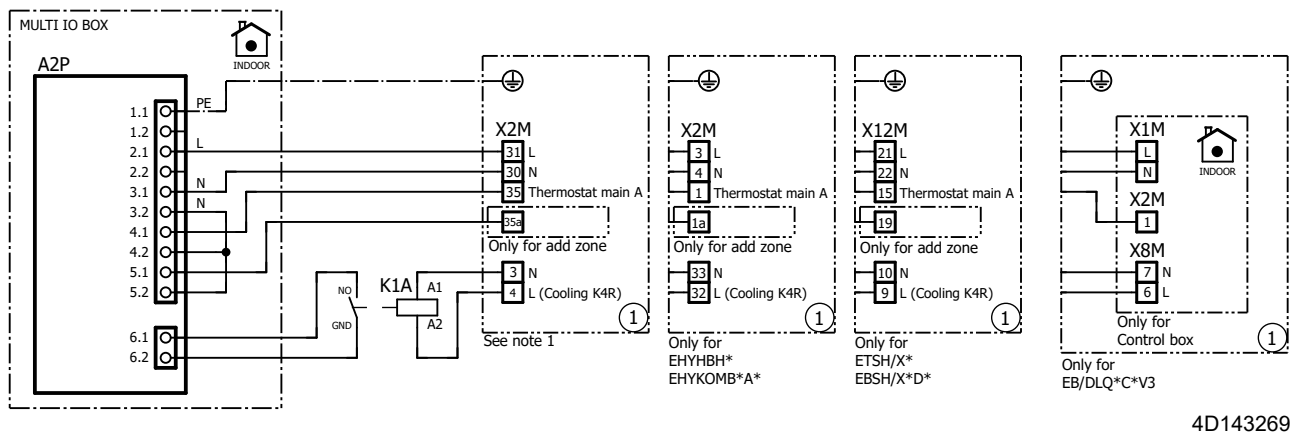 MULTI IO BOX
INDOOR
A2P
1.1
1.2
2.1
2.2
3.1
3.2
4.1
4.2
5.1
5.2
6.1
6.2
PE
L
N
N
NO
GND
K1A
A1
A2
X2M
31 L
30 N
35 Thermostat main A
35a
Only for add zone
3 N
4 L (Cooling K4R)
1
See note 1
X2M
3 L
4 N
1 Thermostat main A
1a
Only for add zone
33 N
32 L (Cooling K4R)
1
Only for
EHYHBH*
EHYKOMB*A*
X12M
21 L
22 N
15 Thermostat main A
19
Only for add zone
10 N
9 L (Cooling K4R)
1
Only for
ETSH/X*
EBSH/X*D*
X1M
L
N
INDOOR
X2M
1
X8M
7 N
6 L
Only for
Control box
1
Only for
EB/DLQ*C*V3
4D143269